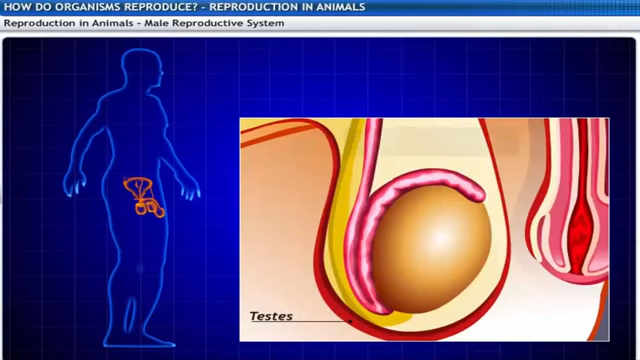 HOW DO ORGANISMS REPRODUCE? - REPRODUCTION IN ANIMALS
Reproduction in Animals - Male Reproductive System
Testes